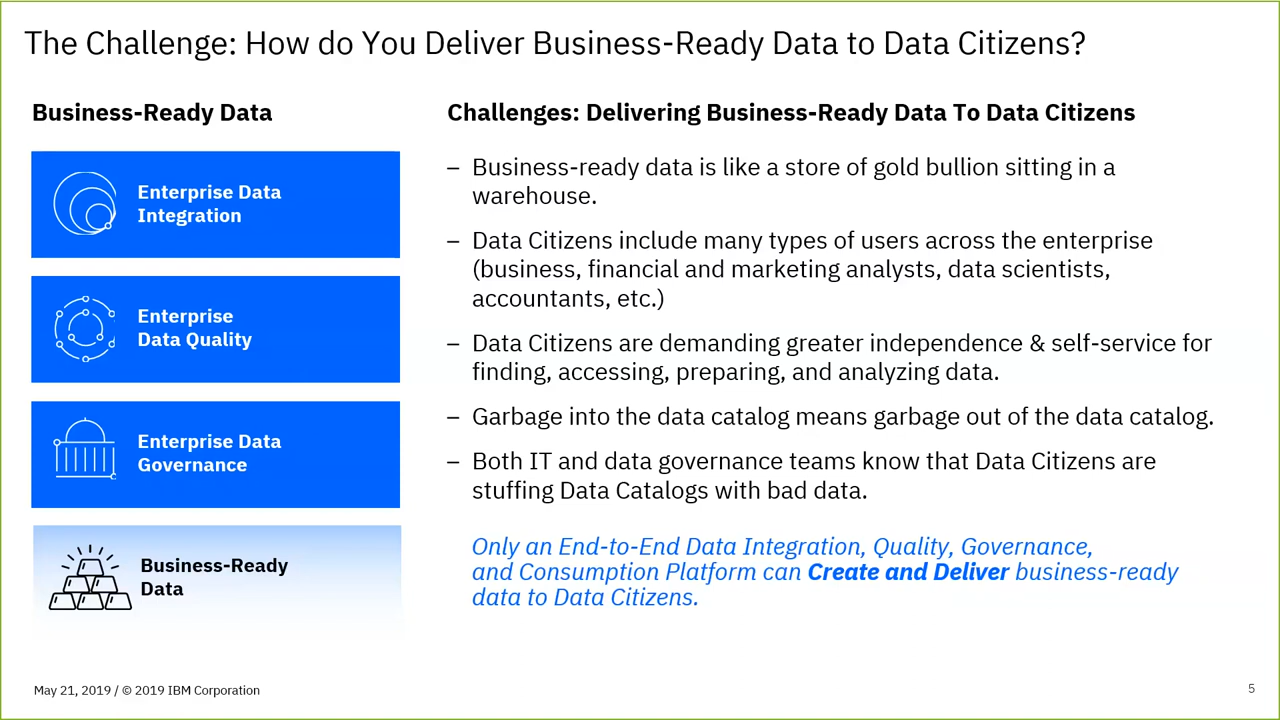 The Challenge: How do You Deliver Business-Ready Data to Data Citizens?
Business-Ready Data
Enterprise Data
Integration
Enterprise
Data Quality
Enterprise Data
Governance
Business-Ready
Data
Challenges: Delivering Business-Ready Data To Data Citizens
– Business-ready data is like a store of gold bullion sitting in a
warehouse.
– Data Citizens include many types of users across the enterprise
(business, financial and marketing analysts, data scientists,
accountants, etc.)
– Data Citizens are demanding greater independence & self-service for
finding, accessing, preparing, and analyzing data.
– Garbage into the data catalog means garbage out of the data catalog.
– Both IT and data governance teams know that Data Citizens are
stuffing Data Catalogs with bad data.
Only an End-to-End Data Integration, Quality, Governance,
and Consumption Platform can Create and Deliver business-ready
data to Data Citizens.
May 21, 2019 / © 2019 IBM Corporation
5